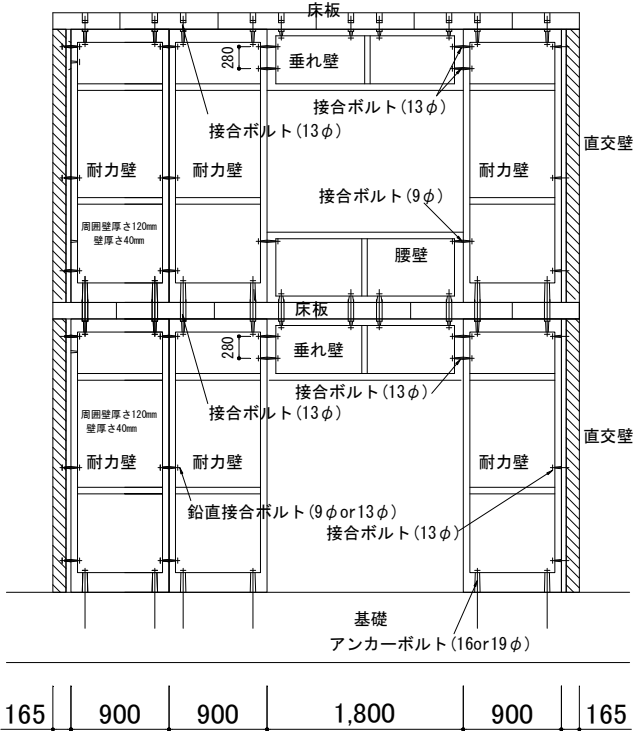 床板
280
垂れ壁
接合ボルト(13φ)
接合ボルト(13φ)
直交壁
耐力壁
耐力壁
耐力壁
接合ボルト(9φ)
周囲壁厚さ120mm
壁厚さ40mm
腰壁
床板
280
垂れ壁
接合ボルト(13φ)
接合ボルト(13φ)
周囲壁厚さ120mm
壁厚さ40mm
直交壁
耐力壁
耐力壁
耐力壁
鉛直接合ボルト(9φor13φ)
接合ボルト(13φ)
基礎
アンカーボルト(16or19φ)
165 900 900 1,800 900 165